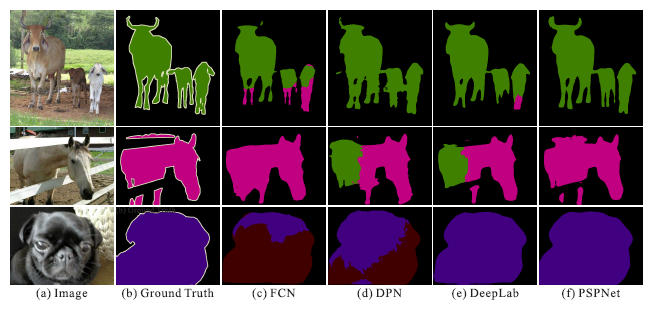 (a) Image (b) Ground Truth (c) FCN (d) DPN (e) DeepLab (f) PSPNet